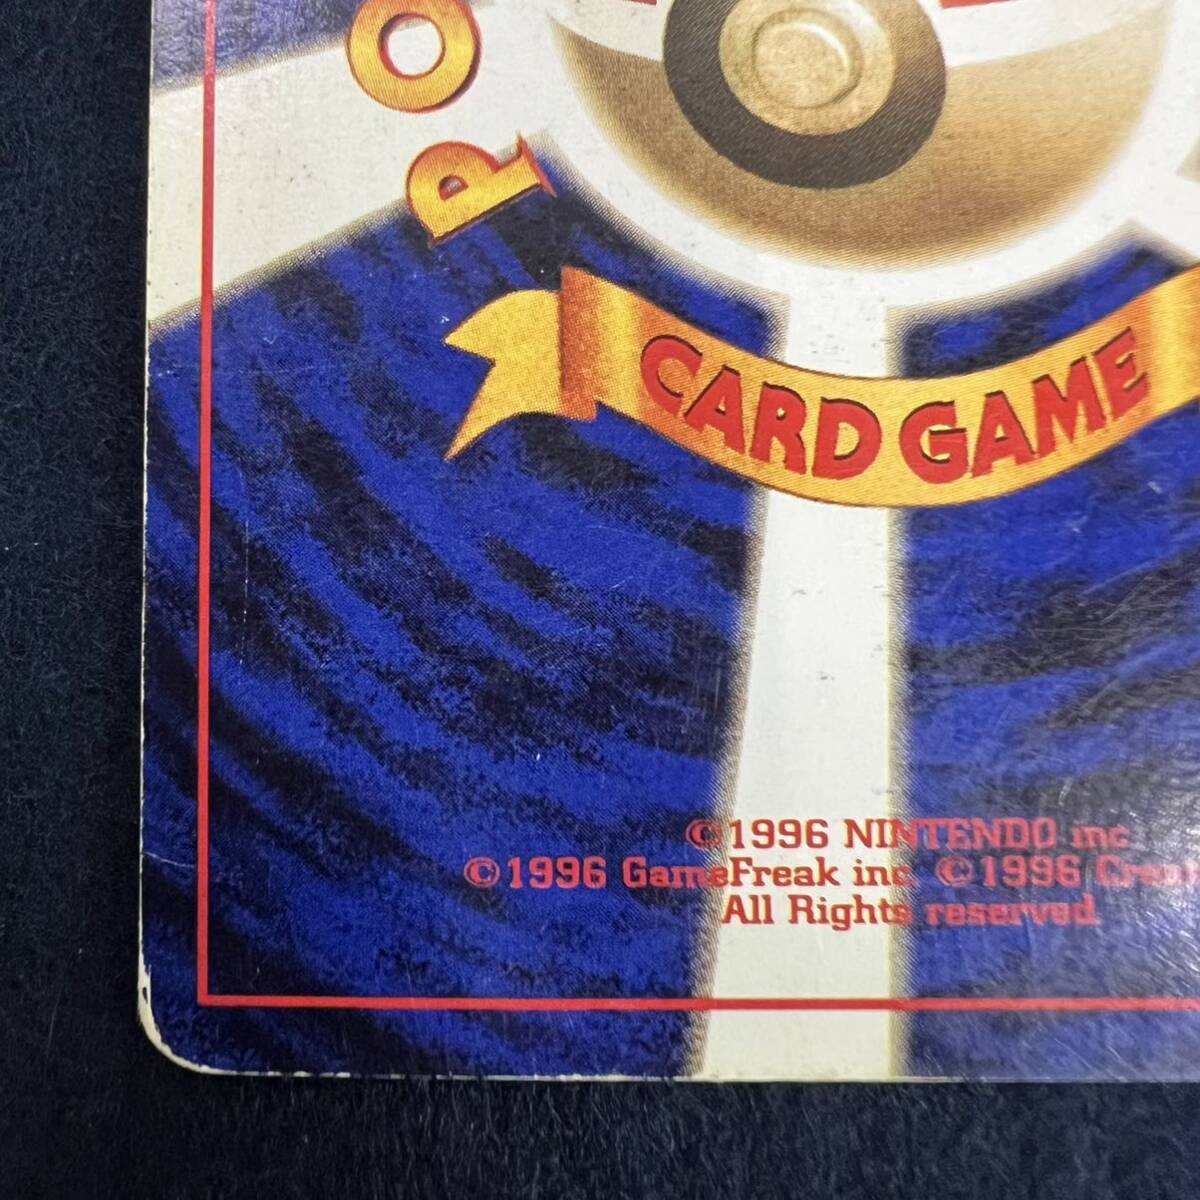 PO
CARD GAME
©1996 NINTENDO inc
©1996 GameFreak inc. ©1996
All Rights reserved.